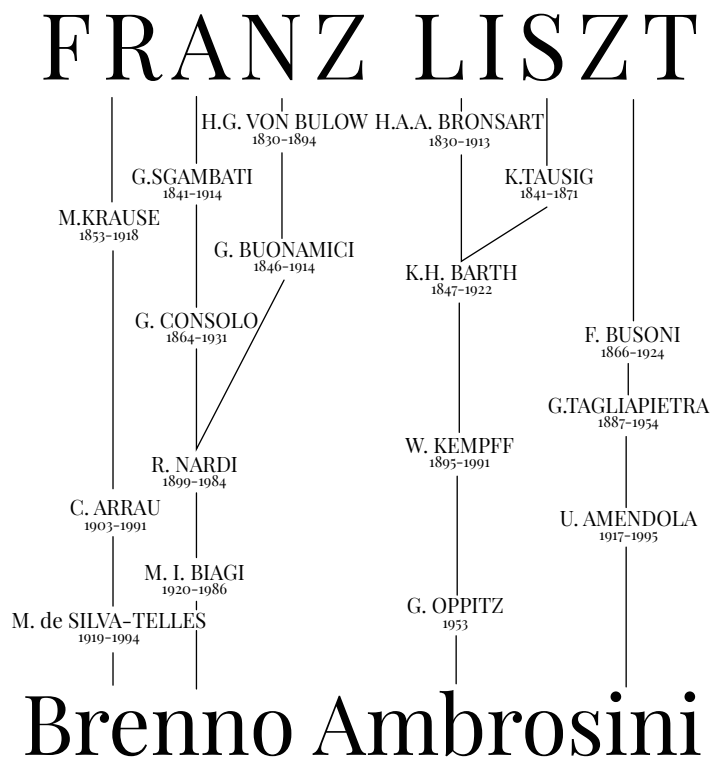 FRANZ LISZT
H.G. VON BULOW
1830-1894
H.A.A. BRONSART
1830-1913
G.SGAMBATI
1841-1914
K.TAUSIG
1841-1871
M.KRAUSE
1853-1918
G. BUONAMICI
1846-1914
K.H. BARTH
1847-1922
G. CONSOLO
1864-1931
F. BUSONI
1866-1924
G.TAGLIAPIETRA
1887-1954
W. KEMPFF
1895-1991
R. NARDI
1899-1984
C. ARRAU
1903-1991
U. AMENDOLA
1917-1995
M. I. BIAGI
1920-1986
G. OPPITZ
1953
M. de SILVA-TELLES
1919-1994
Brenno Ambrosini